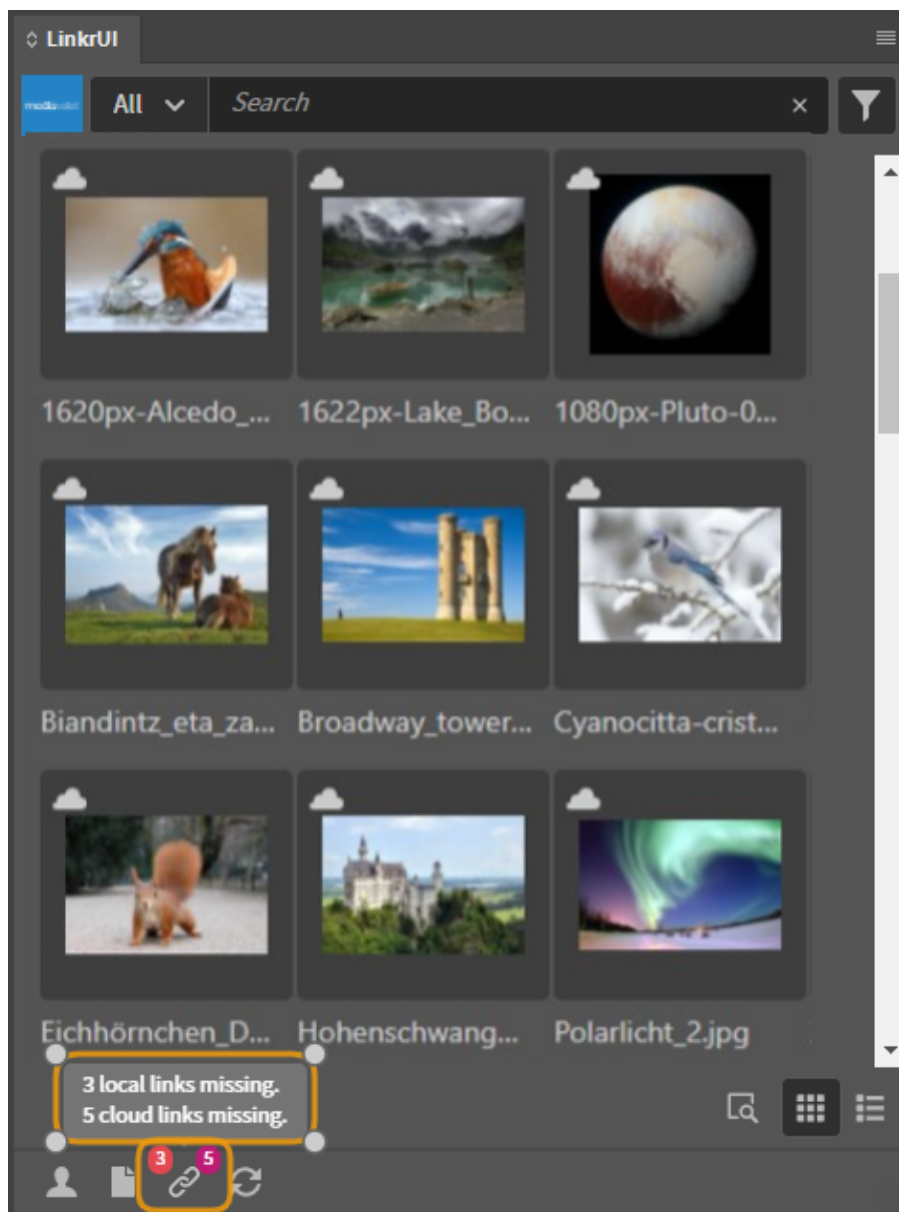 LinkrUI
mediavalet
All
Search
1620px-Alcedo_...
1622px-Lake_Bo...
1080px-Pluto-0...
Biandintz_eta_za...
Broadway_tower...
Cyanocitta-crist...
Eichhörnchen_D...
Hohenschwang...
Polarlicht_2.jpg
3 local links missing.
5 cloud links missing.
3
5